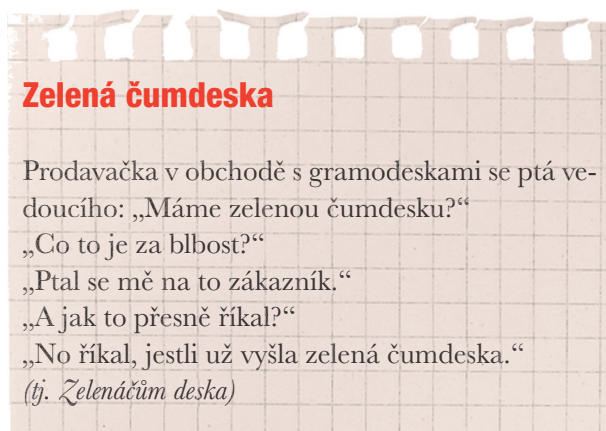 Zelená čumdeska
Prodavačka v obchodě s gramodeskami se ptá ve-
doucího: „Máme zelenou čumdesku?“
„Co to je za blbost?“
„Ptal se mě na to zákazník.“
„A jak to přesně říkal?“
„No říkal, jestli už vyšla zelená čumdeska.“
(tj. Zelenáčům deska)